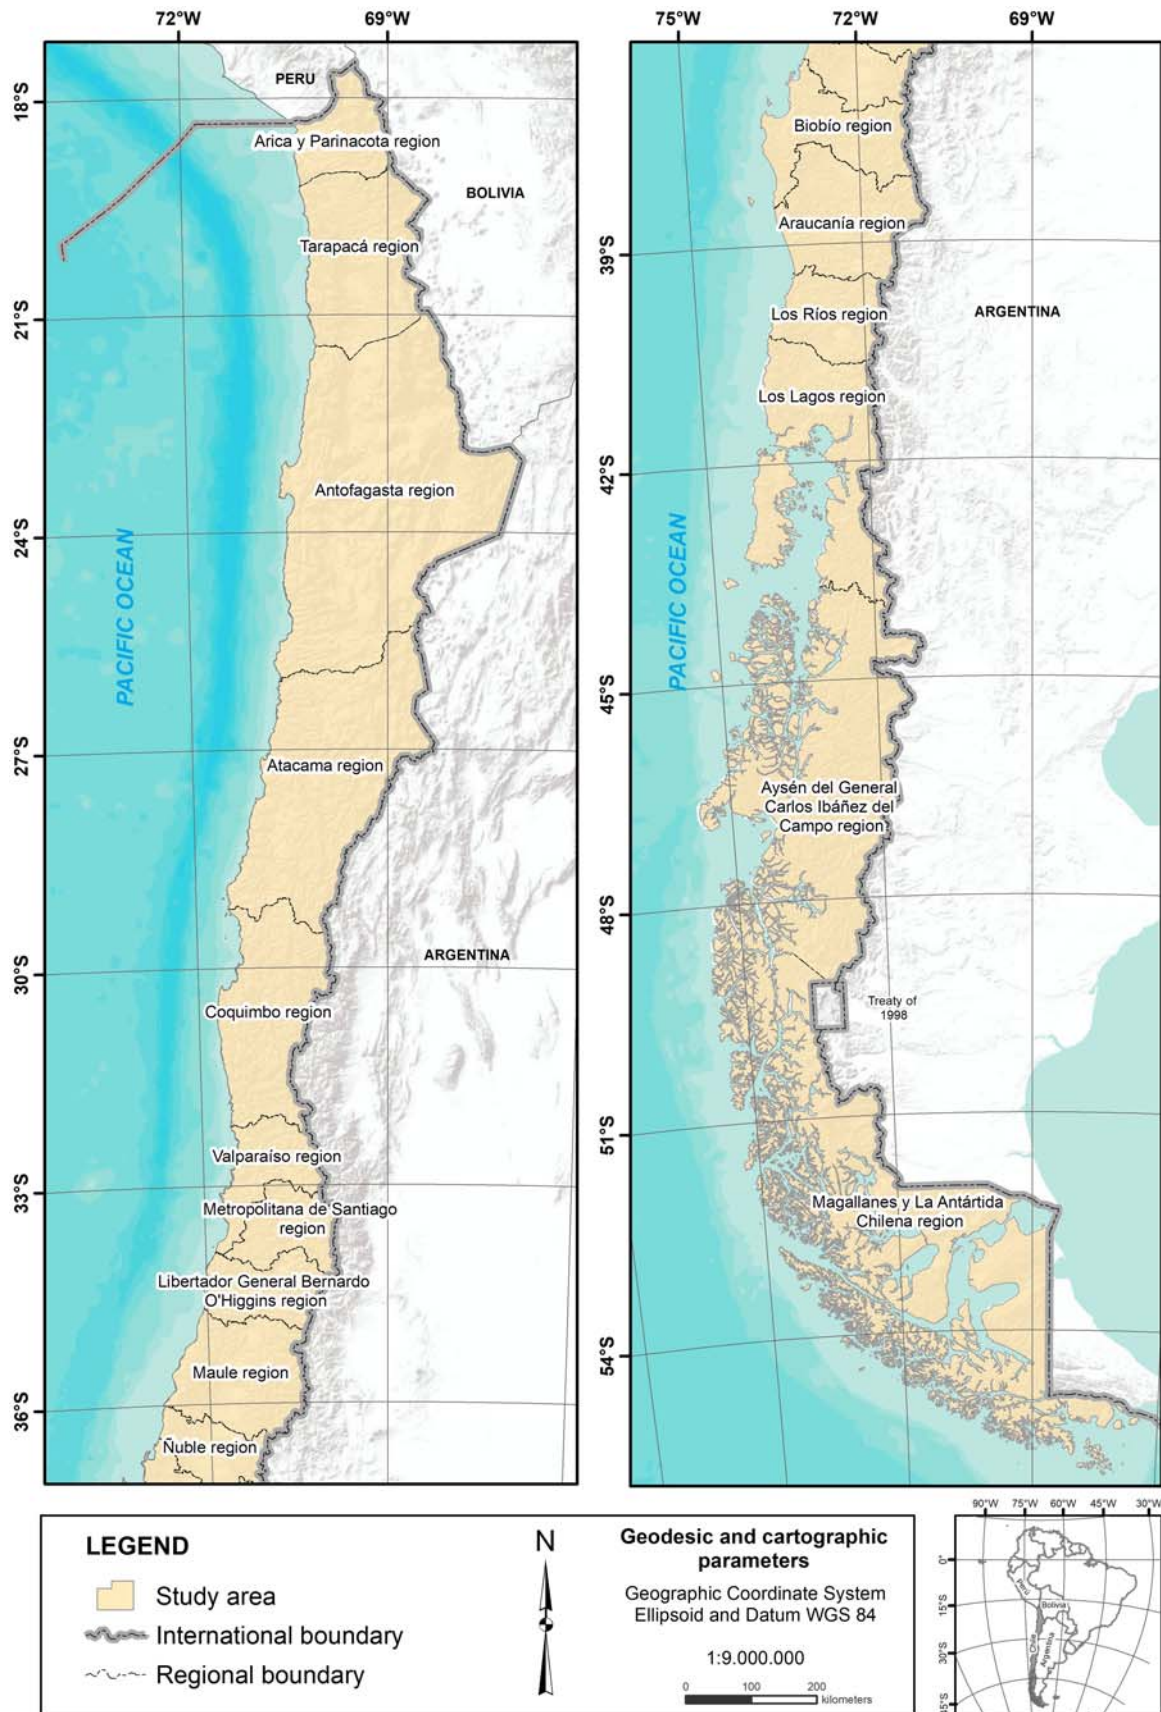 72°W
69°W
75°W
72°W
69°W
18°S
21°S
24°S
27°S
30°S
33°S
36°S
PERU
Arica y Parinacota region
BOLIVIA
Tarapacá region
Antofagasta region
PACIFIC OCEAN
Atacama region
ARGENTINA
Coquimbo region
Valparaíso region
Metropolitana de Santiago
region
Libertador General Bernardo
O'Higgins region
Maule region
Ñuble region
39°S
42°S
45°S
48°S
51°S
54°S
Biobío region
Araucanía region
Los Ríos region
ARGENTINA
Los Lagos region
PACIFIC OCEAN
Aysén del General
Carlos Ibáñez del
Campo region
Treaty of
1998
Magallanes y La Antártida
Chilena region
LEGEND
Study area
International boundary
Regional boundary
N
Geodesic and cartographic
parameters
Geographic Coordinate System
Ellipsoid and Datum WGS 84
1:9.000.000
0 100 200
kilometers
90°W 75°W 60°W 45°W 30°W
0°
15°S
30°S
45°S
Perú
Bolivia
Chile
Argentina